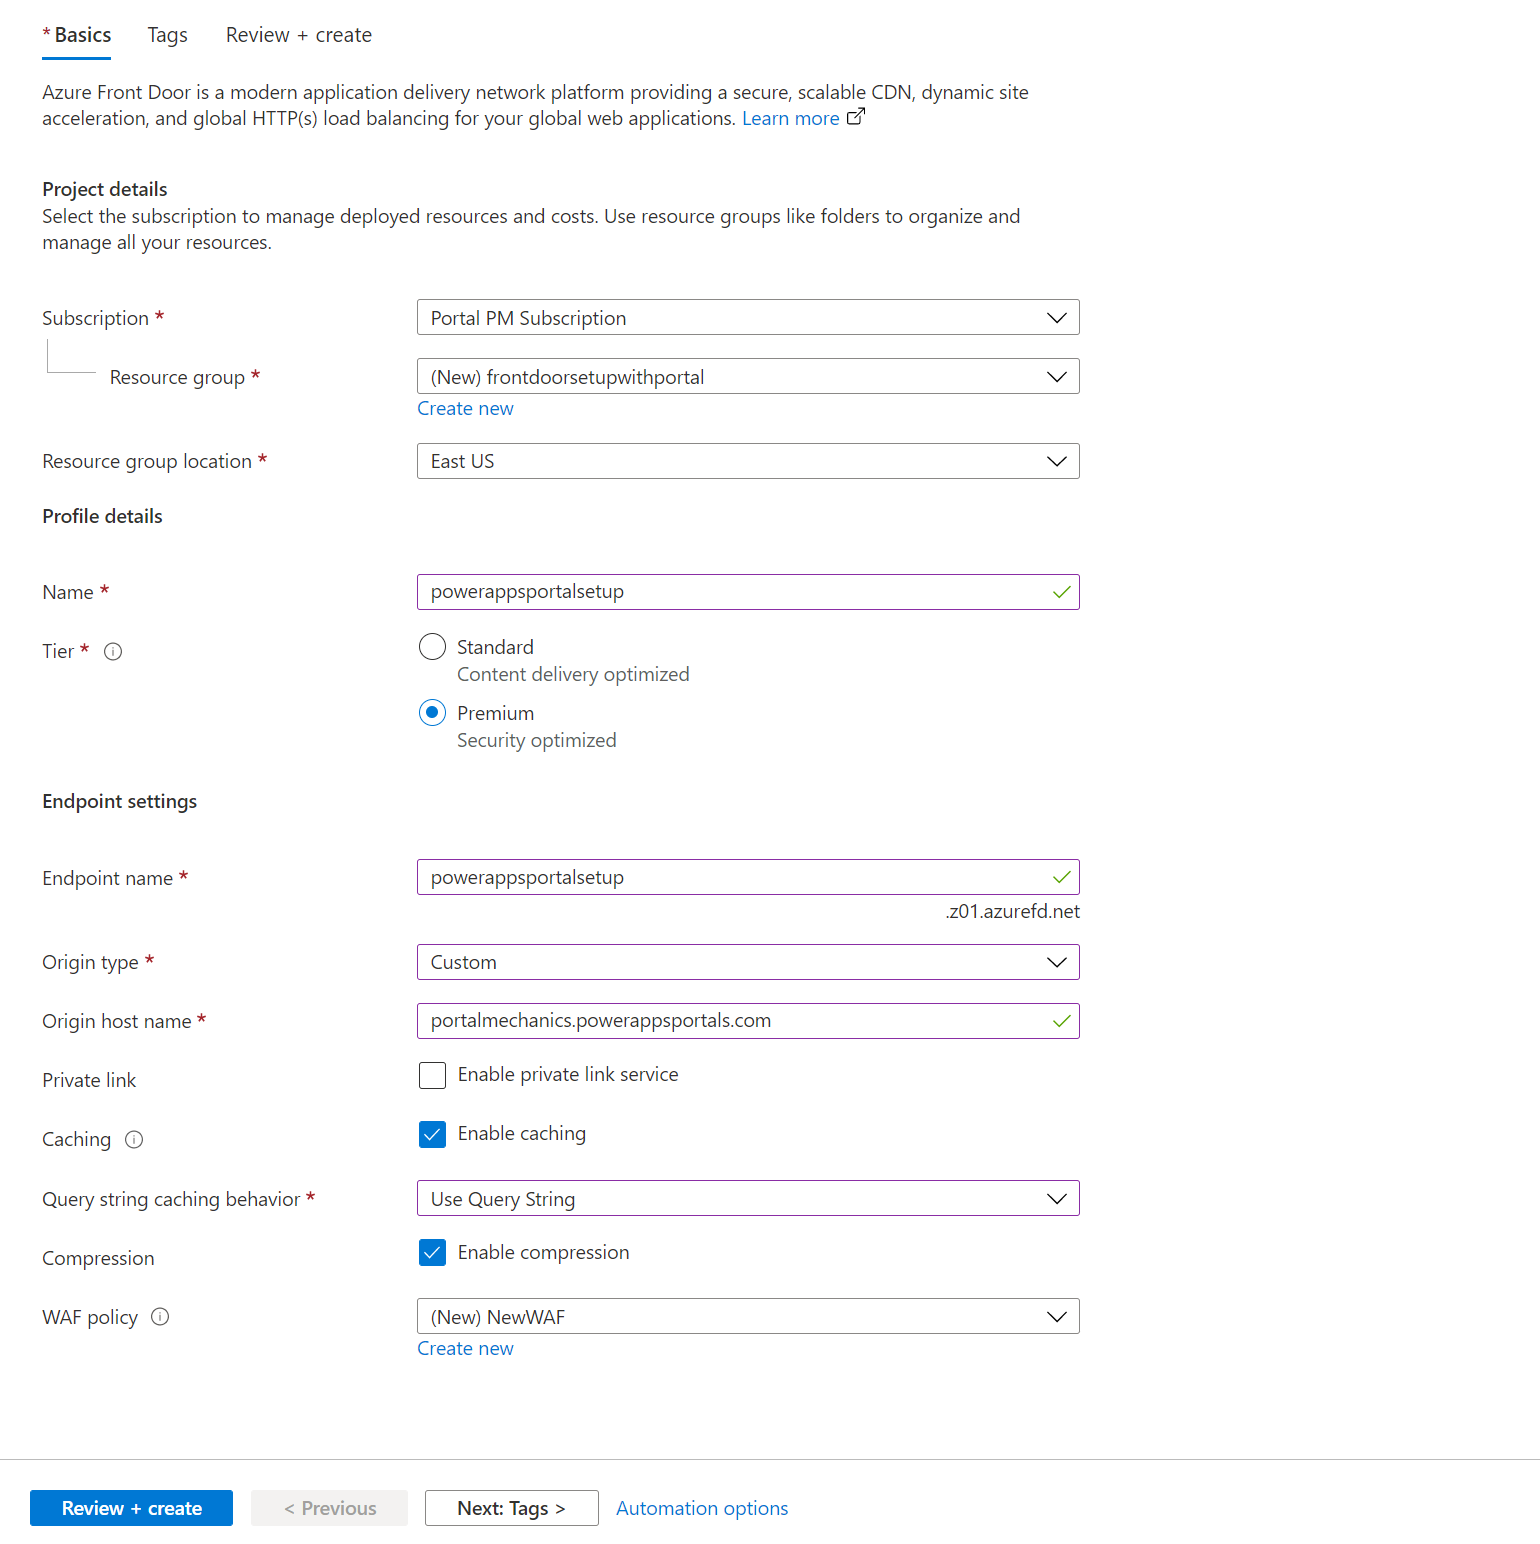 * Basics Tags Review + create
Azure Front Door is a modern application delivery network platform providing a secure, scalable CDN, dynamic site
acceleration, and global HTTP(s) load balancing for your global web applications. Learn more
Project details
Select the subscription to manage deployed resources and costs. Use resource groups like folders to organize and
manage all your resources.
Subscription * Portal PM Subscription
Resource group * (New) frontdoorsetupwithportal
Create new
Resource group location * East US
Profile details
Name * powerappsportalsetup
Tier * Standard
Content delivery optimized
Premium
Security optimized
Endpoint settings
Endpoint name * powerappsportalsetup
.z01.azurefd.net
Origin type * Custom
Origin host name * portalmechanics.powerappsportals.com
Private link Enable private link service
Caching Enable caching
Query string caching behavior * Use Query String
Compression Enable compression
WAF policy (New) NewWAF
Create new
Review + create < Previous Next: Tags > Automation options